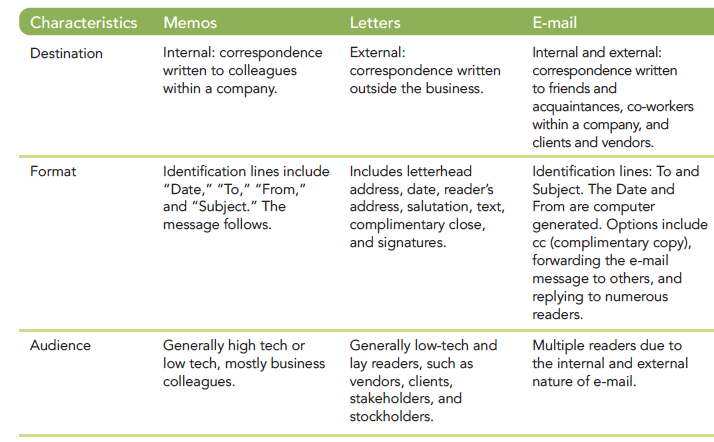 Characteristics Memos Letters E-mail
Destination
Internal: correspondence
written to colleagues
within a company.
External:
correspondence written
outside the business.
Internal and external:
correspondence written
to friends and
acquaintances, co-workers
within a company, and
clients and vendors.
Format
Identification lines include
“Date,” “To,” “From,”
and “Subject.” The
message follows.
Includes letterhead
address, date, reader’s
address, salutation, text,
complimentary close,
and signatures.
Identification lines: To and
Subject. The Date and
From are computer
generated. Options include
cc (complimentary copy),
forwarding the e-mail
message to others, and
replying to numerous
readers.
Audience
Generally high tech or
low tech, mostly business
colleagues.
Generally low-tech and
lay readers, such as
vendors, clients,
stakeholders, and
stockholders.
Multiple readers due to
the internal and external
nature of e-mail.